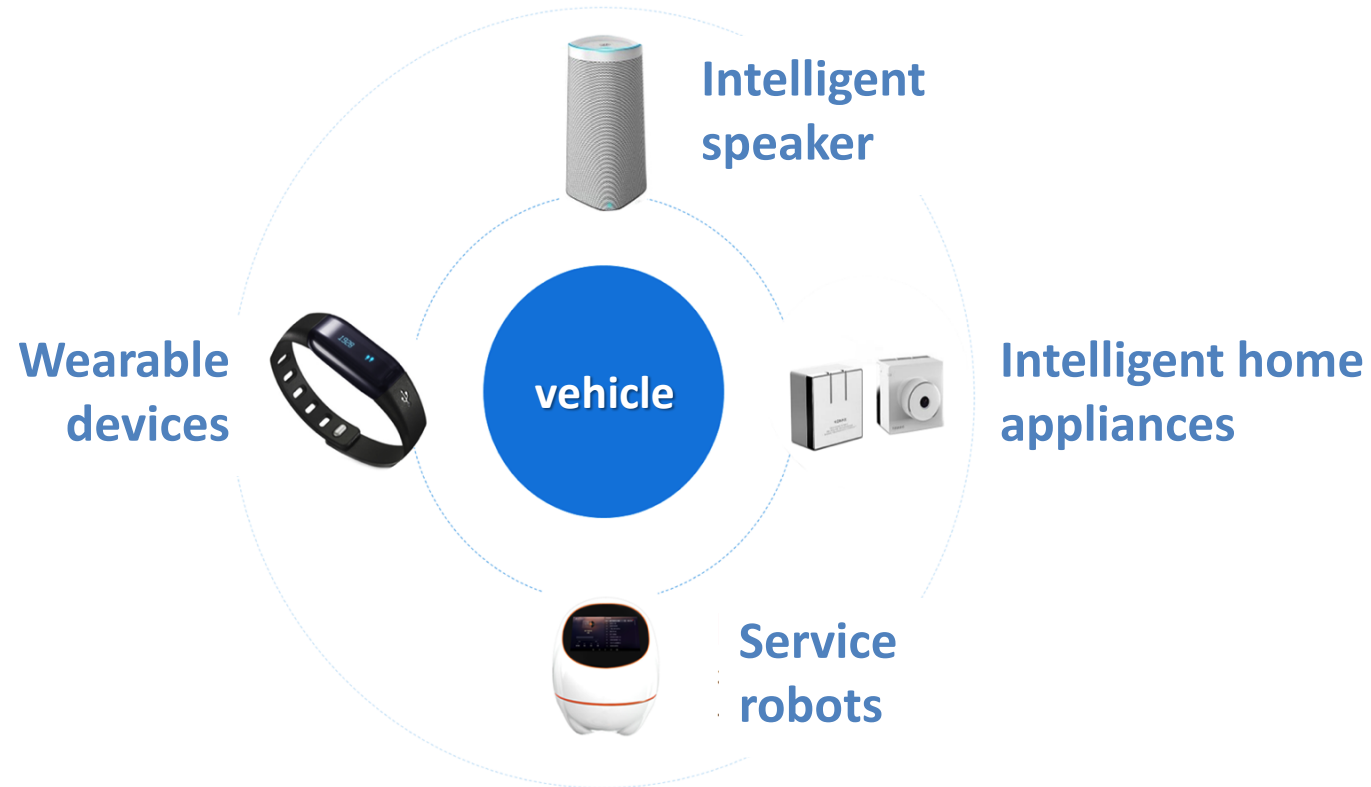 Intelligent
speaker
Wearable
devices
vehicle
Intelligent home
appliances
Service
robots